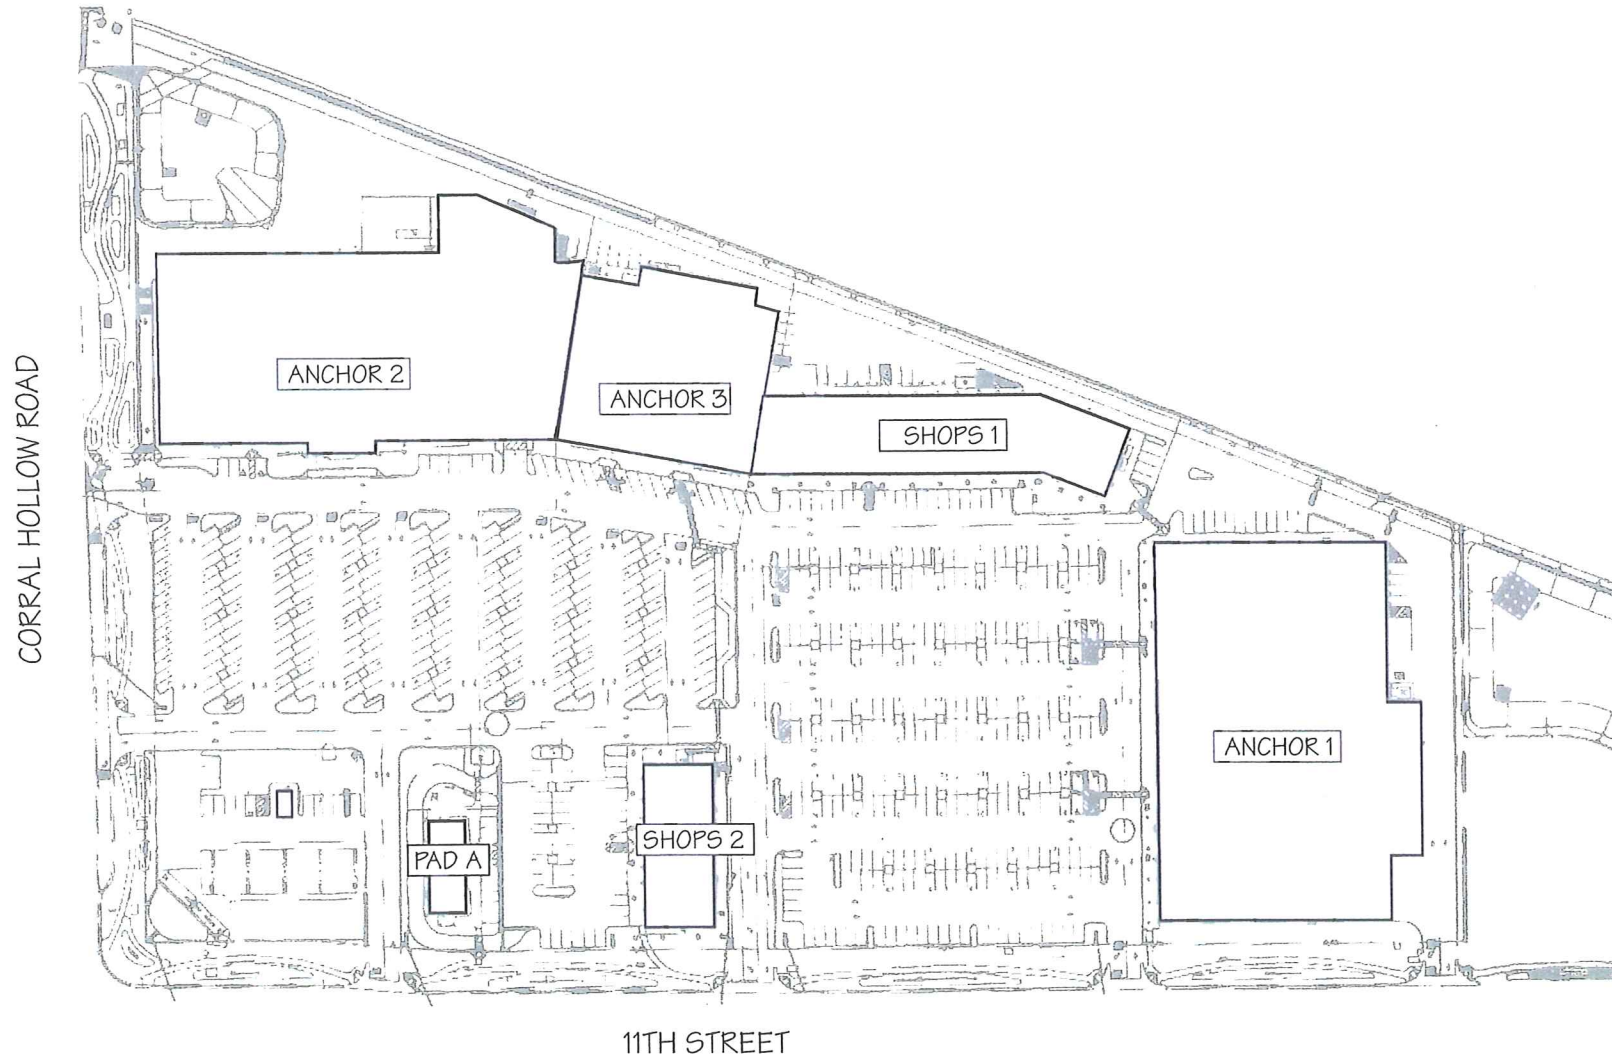 CORRAL HOLLOW ROAD
ANCHOR 2
ANCHOR 3
SHOPS 1
ANCHOR 1
SHOPS 2
PAD A
11TH STREET